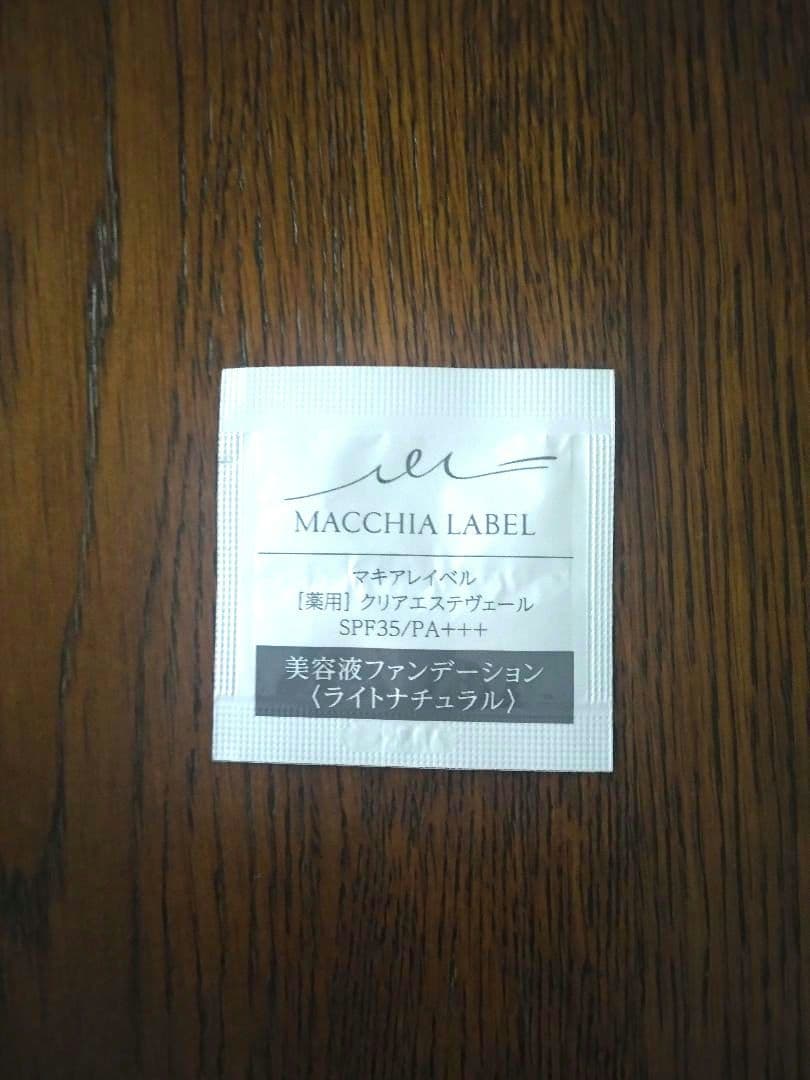 MACCHIA LABEL
マキアレイベル
[薬用] クリアエステヴェール
SPF35/PA+++
美容液ファンデーション
〈ライトナチュラル〉